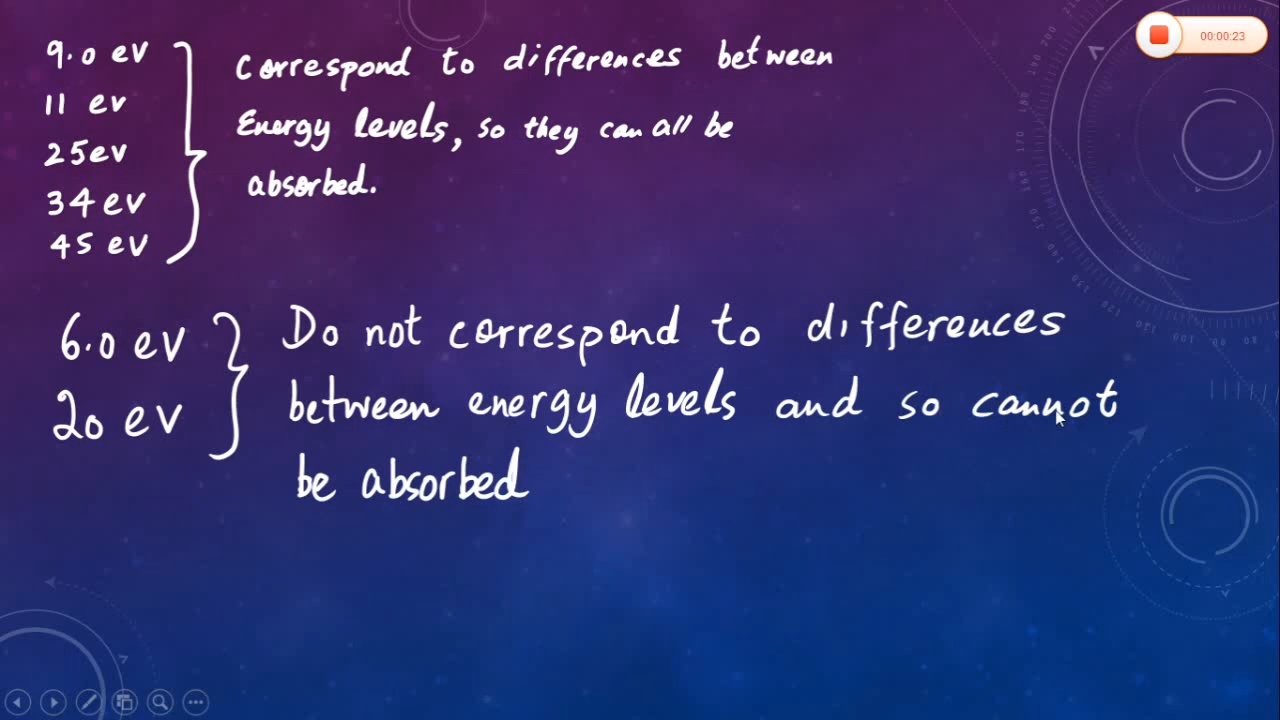 00:00:23
9.0 ev
11 ev
25ev
34 ev
45 ev
Correspond to differences between
Energy levels, so they can all be
absorbed.
6.0 ev
20 ev
Do not correspond to differences
between energy levels and so cannot
be absorbed